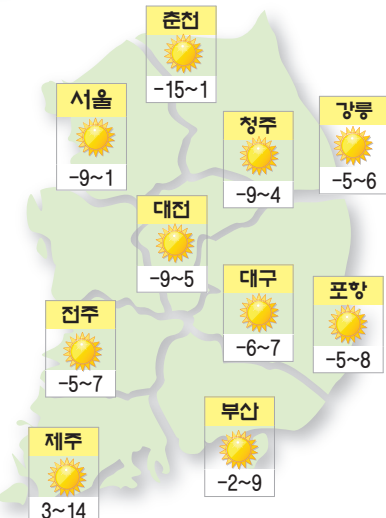 춘천
-15~1
서울
-9~1
청주
-9~4
강릉
-5~6
대전
-9~5
대구
-6~7
포항
-5~8
전주
-5~7
부산
-2~9
제주
3~14